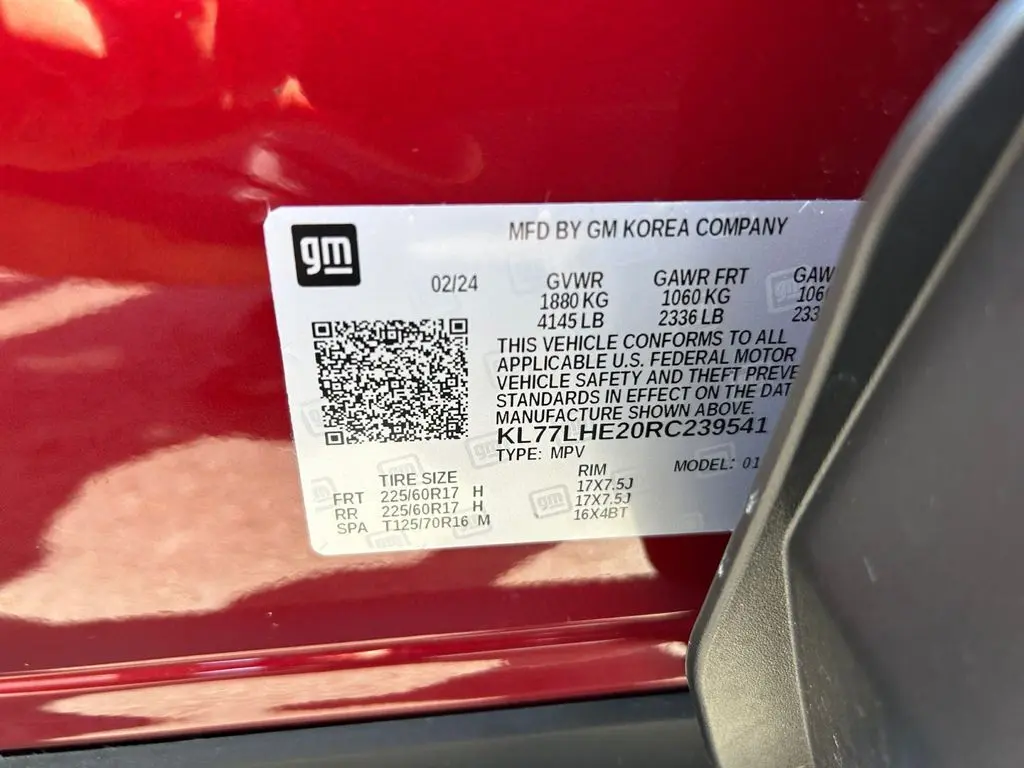 gm
MFD BY GM KOREA COMPANY
02/24 GVWR GAWR FRT
1880 KG 1060 KG
4145 LB 2336 LB
THIS VEHICLE CONFORMS TO ALL
APPLICABLE U.S. FEDERAL MOTOR
VEHICLE SAFETY AND THEFT PREVE
STANDARDS IN EFFECT ON THE DAT
MANUFACTURE SHOWN ABOVE.
KL77LHE20RC239541
TYPE: MPV MODEL: 01
TIRE SIZE RIM
FRT 225/60R17 H 17X7.5J
RR 225/60R17 H 17X7.5J
SPA T125/70R16 M 16X4BT